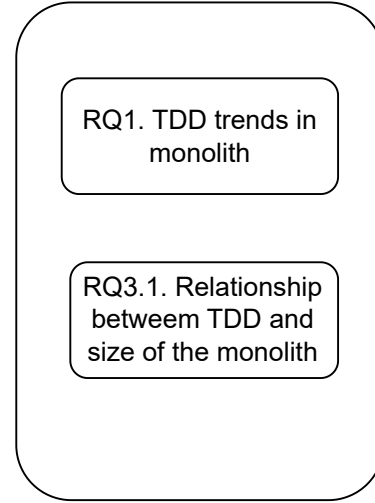 RQ1. TDD trends in
monolith
RQ3.1. Relationship
betweem TDD and
size of the monolith